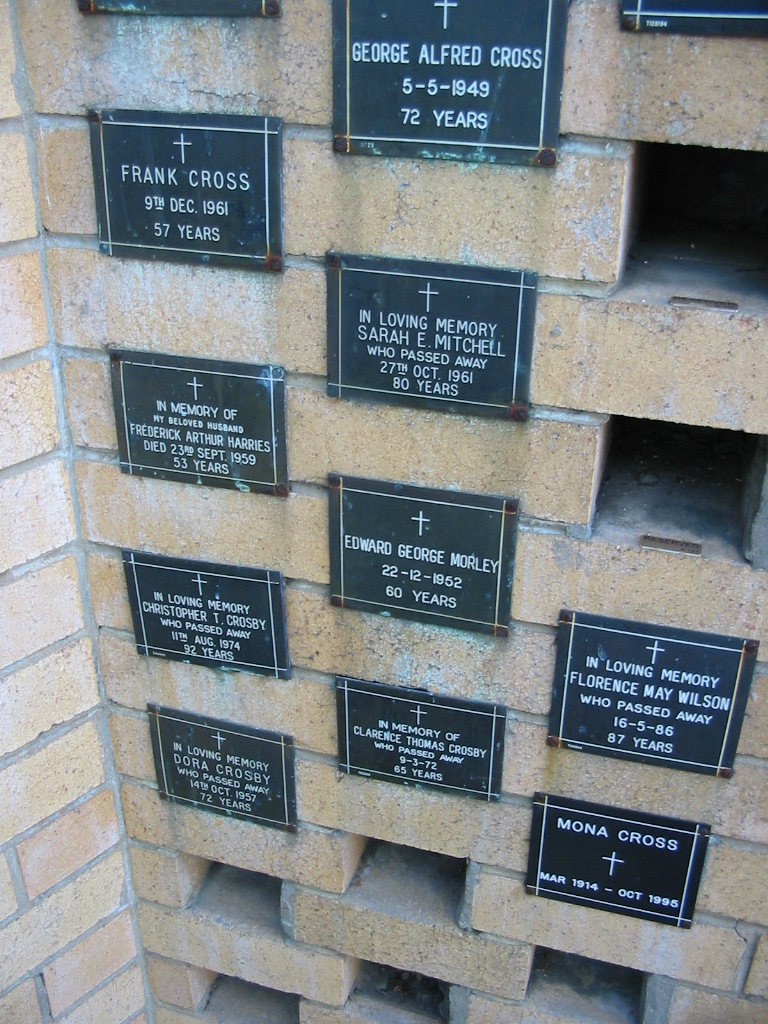 T128194
GEORGE ALFRED CROSS
5-5-1949
72 YEARS
FRANK CROSS
9TH DEC. 1961
57 YEARS
IN LOVING MEMORY
SARAH E. MITCHELL
WHO PASSED AWAY
27TH OCT. 1961
80 YEARS
IN MEMORY OF
MY BELOVED HUSBAND
FREDERICK ARTHUR HARRIES
DIED 23RD SEPT. 1959
53 YEARS
EDWARD GEORGE MORLEY
22-12-1952
60 YEARS
RESERVED
IN LOVING MEMORY
CHRISTOPHER T. CROSBY
WHO PASSED AWAY
11TH AUG. 1974
92 YEARS
IN LOVING MEMORY
FLORENCE MAY WILSON
WHO PASSED AWAY
16-5-86
87 YEARS
IN MEMORY OF
CLARENCE THOMAS CROSBY
WHO PASSED AWAY
9-3-72
65 YEARS
IN LOVING MEMORY
DORA CROSBY
WHO PASSED AWAY
14TH OCT. 1957
72 YEARS
MONA CROSS
MAR 1914 - OCT 1995